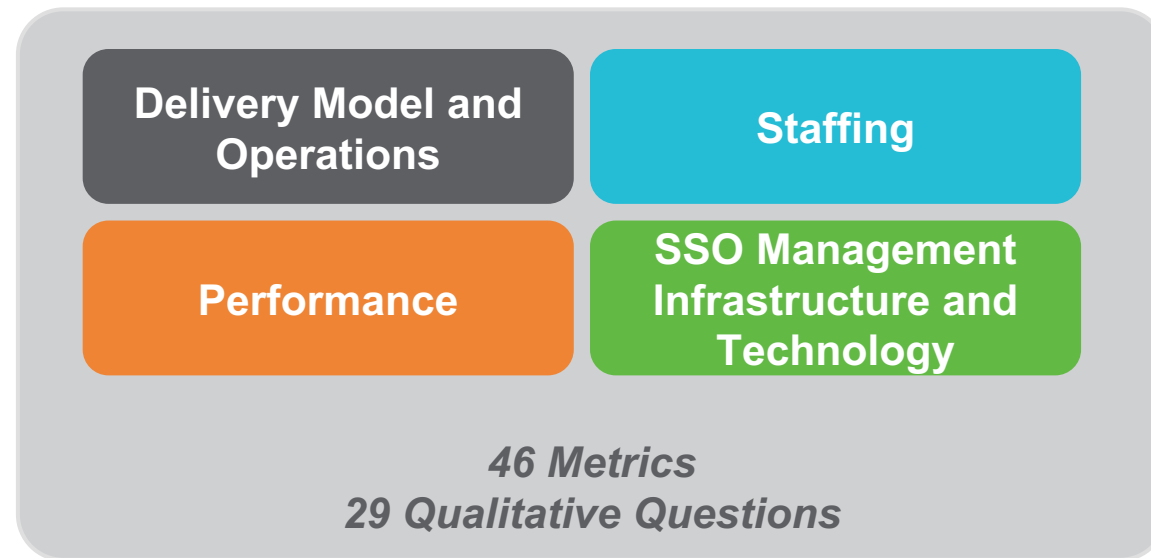 Delivery Model and
Operations
Staffing
Performance
SSO Management
Infrastructure and
Technology
46 Metrics
29 Qualitative Questions